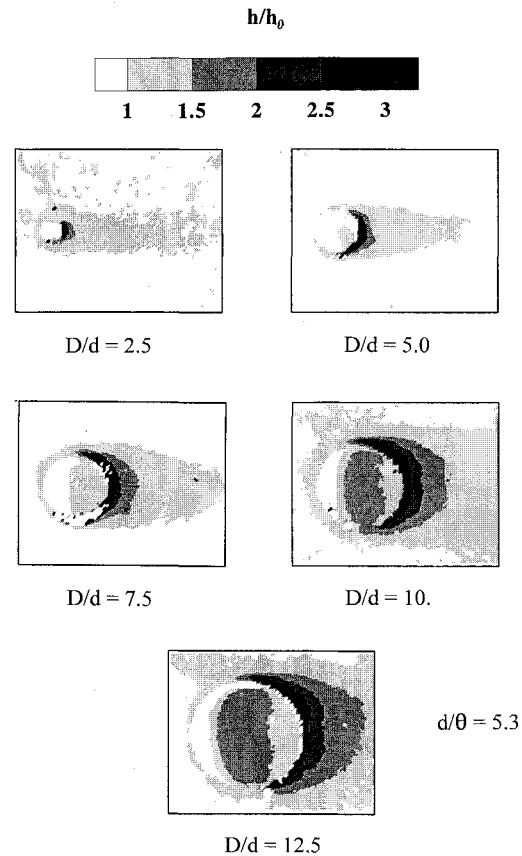 h/h₀
1 1.5 2 2.5 3
D/d = 2.5 D/d = 5.0
D/d = 7.5 D/d = 10.
d/θ = 5.3
D/d = 12.5